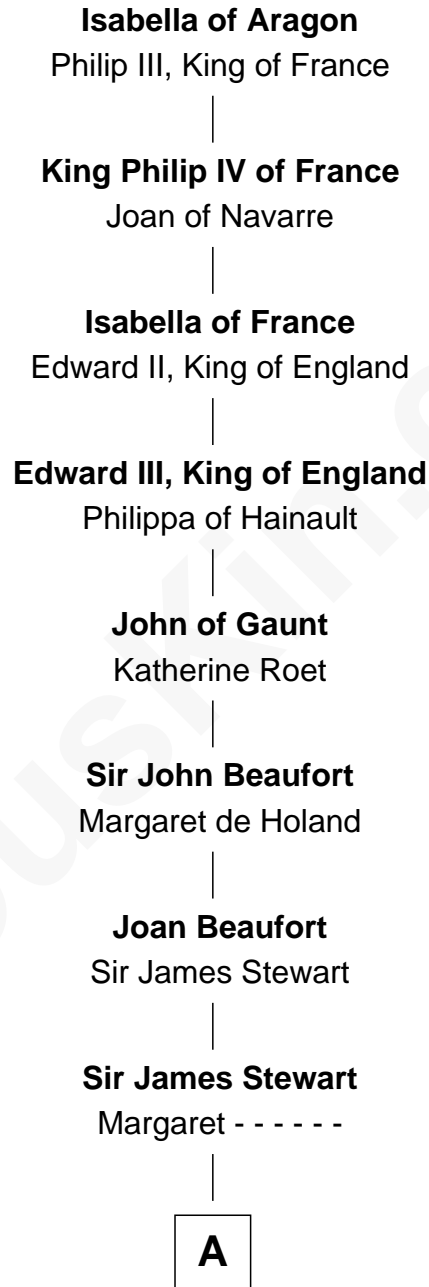 Isabella of Aragon
Philip III, King of France
King Philip IV of France
Joan of Navarre
Isabella of France
Edward II, King of England
Edward III, King of England
Philippa of Hainault
John of Gaunt
Katherine Roet
Sir John Beaufort
Margaret de Holand
Joan Beaufort
Sir James Stewart
Sir James Stewart
Margaret - - - - - -
A